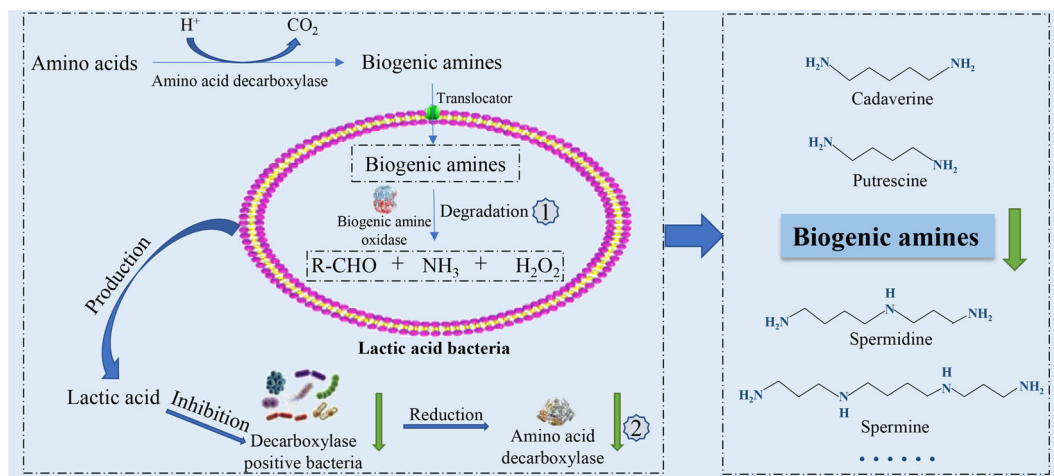 H⁺
CO₂
Amino acids
Amino acid decarboxylase
Biogenic amines
Translocator
Biogenic amines
Biogenic amine
oxidase
Degradation
1
R-CHO + NH₃ + H₂O₂
Lactic acid bacteria
Production
Lactic acid
Inhibition
Decarboxylase
positive bacteria
Reduction
Amino acid
decarboxylase
2
H₂N
NH₂
Cadaverine
H₂N
NH₂
Putrescine
Biogenic amines
H₂N
H
N
NH₂
Spermidine
H₂N
N
H
H
N
NH₂
Spermine
......